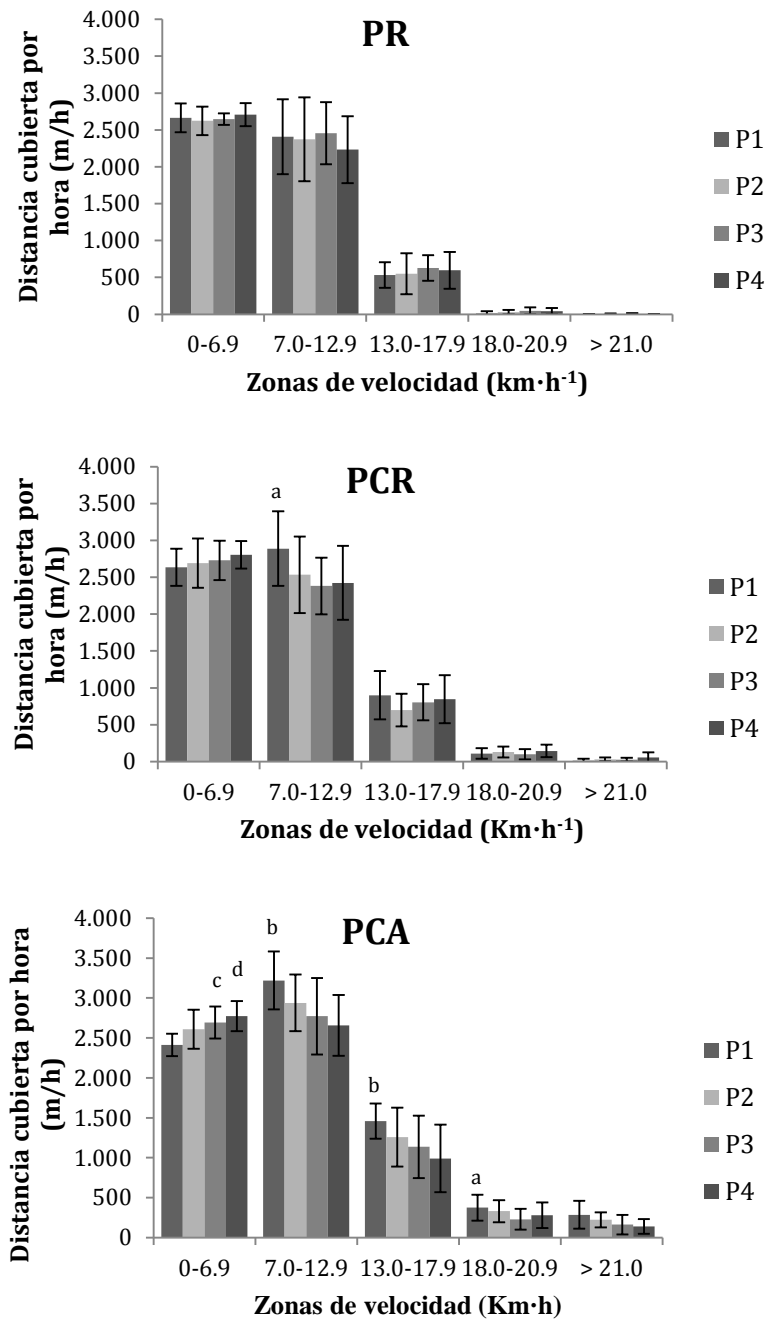 PR
Distancia cubierta por
hora (m/h)
4.000
3.500
3.000
2.500
2.000
1.500
1.000
500
0
0-6.9 7.0-12.9 13.0-17.9 18.0-20.9 > 21.0
Zonas de velocidad (km·h-1)
P1
P2
P3
P4
PCR
Distancia cubierta por
hora (m/h)
4.000
3.500
3.000
2.500
2.000
1.500
1.000
500
0
a
0-6.9 7.0-12.9 13.0-17.9 18.0-20.9 > 21.0
Zonas de velocidad (Km·h-1)
P1
P2
P3
P4
PCA
Distancia cubierta por hora
(m/h)
4.000
3.500
3.000
2.500
2.000
1.500
1.000
500
0
c d b
b
a
0-6.9 7.0-12.9 13.0-17.9 18.0-20.9 > 21.0
Zonas de velocidad (Km·h)
P1
P2
P3
P4